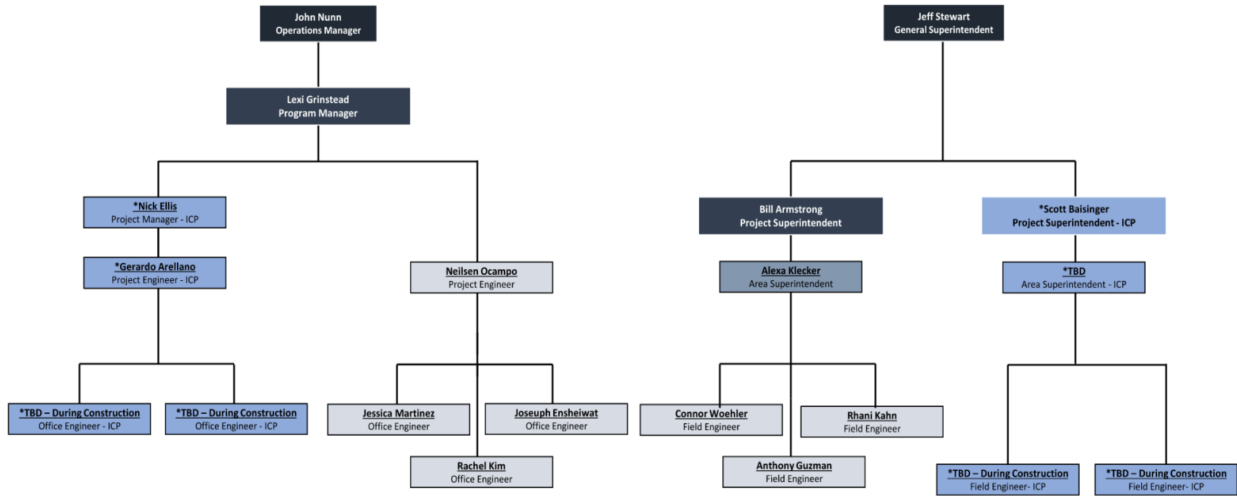 John Nunn
Operations Manager
Jeff Stewart
General Superintendent
Lexi Grinstead
Program Manager
*Nick Ellis
Project Manager - ICP
Bill Armstrong
Project Superintendent
*Scott Baisinger
Project Superintendent - ICP
*Gerardo Arellano
Project Engineer - ICP
Neilsen Ocampo
Project Engineer
Alexa Klecker
Area Superintendent
*TBD
Area Superintendent - ICP
*TBD – During Construction
Office Engineer - ICP
*TBD – During Construction
Office Engineer - ICP
Jessica Martinez
Office Engineer
Joseuph Ensheiwat
Office Engineer
Connor Woehler
Field Engineer
Rhani Kahn
Field Engineer
Rachel Kim
Office Engineer
Anthony Guzman
Field Engineer
*TBD – During Construction
Field Engineer- ICP
*TBD – During Construction
Field Engineer- ICP